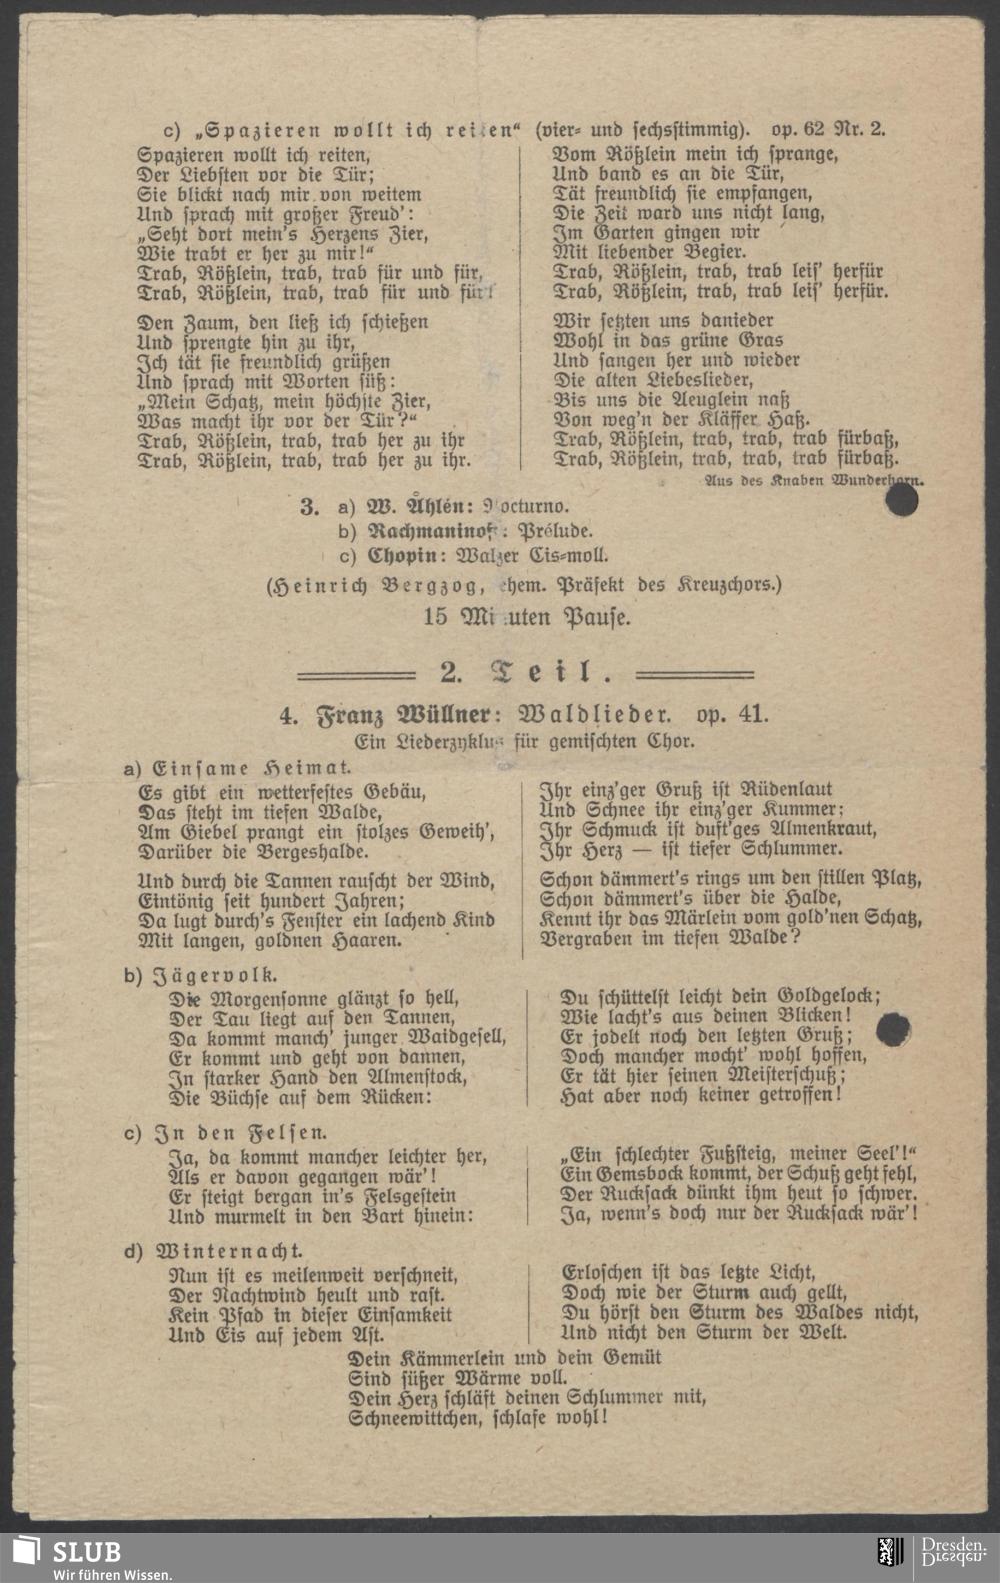 c) „Spazieren wollt ich reiten“ (vier- und sechsstimmig). op. 62 Nr. 2.
Spazieren wollt ich reiten,
Der Liebsten vor die Tür;
Sie blickt nach mir von weitem
Und sprach mit großer Freud':
„Seht dort mein's Herzens Zier,
Wie trabt er her zu mir!“
Trab, Rößlein, trab, trab für und für,
Trab, Rößlein, trab, trab für und für!
Den Zaum, den ließ ich schießen
Und sprengte hin zu ihr,
Ich tät sie freundlich grüßen
Und sprach mit Worten süß:
„Mein Schatz, mein höchste Zier,
Was macht ihr vor der Tür?“
Trab, Rößlein, trab, trab her zu ihr
Trab, Rößlein, trab, trab her zu ihr.
Vom Rößlein mein ich sprange,
Und band es an die Tür,
Tät freundlich sie empfangen,
Die Zeit ward uns nicht lang,
Im Garten gingen wir
Mit liebender Begier.
Trab, Rößlein, trab, trab leis' herfür
Trab, Rößlein, trab, trab leis' herfür.
Wir setzten uns danieder
Wohl in das grüne Gras
Und sangen her und wieder
Die alten Liebeslieder,
Bis uns die Aeuglein naß
Von weg'n der Kläffer Haß.
Trab, Rößlein, trab, trab, trab fürbaß,
Trab, Rößlein, trab, trab, trab fürbaß.
Aus des Knaben Wunderhorn.
3. a) W. Åhlén: Nocturno.
b) Rachmaninoff: Prélude.
c) Chopin: Walzer Cis-moll.
(Heinrich Bergzog, ehem. Präfekt des Kreuzchors.)
15 Minuten Pause.
2. Teil.
4. Franz Wüllner: Waldlieder. op. 41.
Ein Liederzyklus für gemischten Chor.
a) Einsame Heimat.
Es gibt ein wetterfestes Gebäu,
Das steht im tiefen Walde,
Am Giebel prangt ein stolzes Geweih',
Darüber die Bergeshalde.
Und durch die Tannen rauscht der Wind,
Eintönig seit hundert Jahren;
Da lugt durch's Fenster ein lachend Kind
Mit langen, goldnen Haaren.
Ihr einz'ger Gruß ist Rüdenlaut
Und Schnee ihr einz'ger Kummer;
Ihr Schmuck ist duft'ges Almenkraut,
Ihr Herz — ist tiefer Schlummer.
Schon dämmert's rings um den stillen Platz,
Schon dämmert's über die Halde,
Kennt ihr das Märlein vom gold'nen Schatz,
Vergraben im tiefen Walde?
b) Jägervolk.
Die Morgensonne glänzt so hell,
Der Tau liegt auf den Tannen,
Da kommt manch' junger Waidgesell,
Er kommt und geht von dannen,
In starker Hand den Almenstock,
Die Büchse auf dem Rücken:
Du schüttelst leicht dein Goldgelock;
Wie lacht's aus deinen Blicken!
Er jodelt noch den letzten Gruß;
Doch mancher mocht' wohl hoffen,
Er tät hier seinen Meisterschuß;
Hat aber noch keiner getroffen!
c) In den Felsen.
Ja, da kommt mancher leichter her,
Als er davon gegangen wär'!
Er steigt bergan in's Felsgestein
Und murmelt in den Bart hinein:
„Ein schlechter Fußsteig, meiner Seel'!“
Ein Gemsbock kommt, der Schuß geht fehl,
Der Rucksack dünkt ihm heut so schwer.
Ja, wenn's doch nur der Rucksack wär'!
d) Winternacht.
Nun ist es meilenweit verschneit,
Der Nachtwind heult und rast.
Kein Pfad in dieser Einsamkeit
Und Eis auf jedem Ast.
Erloschen ist das letzte Licht,
Doch wie der Sturm auch gellt,
Du hörst den Sturm des Waldes nicht,
Und nicht den Sturm der Welt.
Dein Kämmerlein und dein Gemüt
Sind süßer Wärme voll.
Dein Herz schläft deinen Schlummer mit,
Schneewittchen, schlafe wohl!
SLUB
Wir führen Wissen.
Dresden.
Dresden.